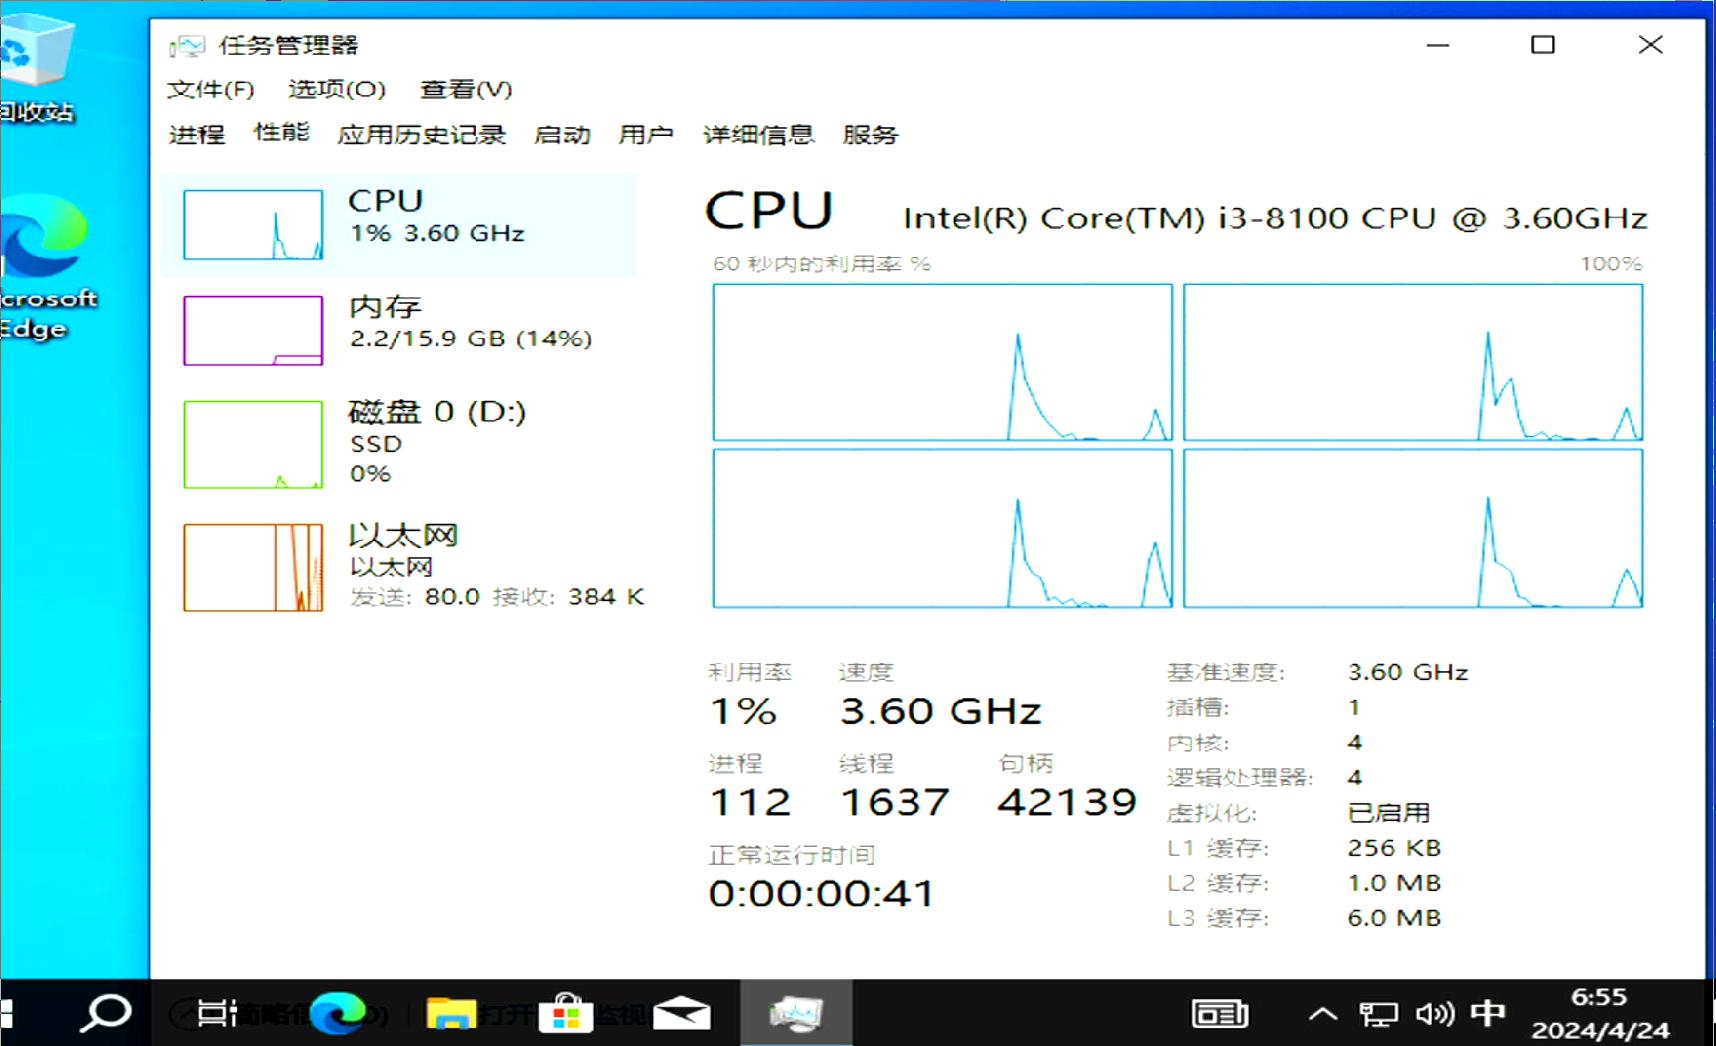 回收站
crosoft
Edge
任务管理器
文件(F) 选项(O) 查看(V)
进程 性能 应用历史记录 启动 用户 详细信息 服务
CPU
1% 3.60 GHz
内存
2.2/15.9 GB (14%)
磁盘 0 (D:)
SSD
0%
以太网
以太网
发送: 80.0 接收: 384 K
CPU Intel(R) Core(TM) i3-8100 CPU @ 3.60GHz
60 秒内的利用率 % 100%
利用率 速度
1% 3.60 GHz
进程 线程 句柄
112 1637 42139
正常运行时间
0:00:00:41
基准速度: 3.60 GHz
插槽: 1
内核: 4
逻辑处理器: 4
虚拟化: 已启用
L1 缓存: 256 KB
L2 缓存: 1.0 MB
L3 缓存: 6.0 MB
中
6:55
2024/4/24